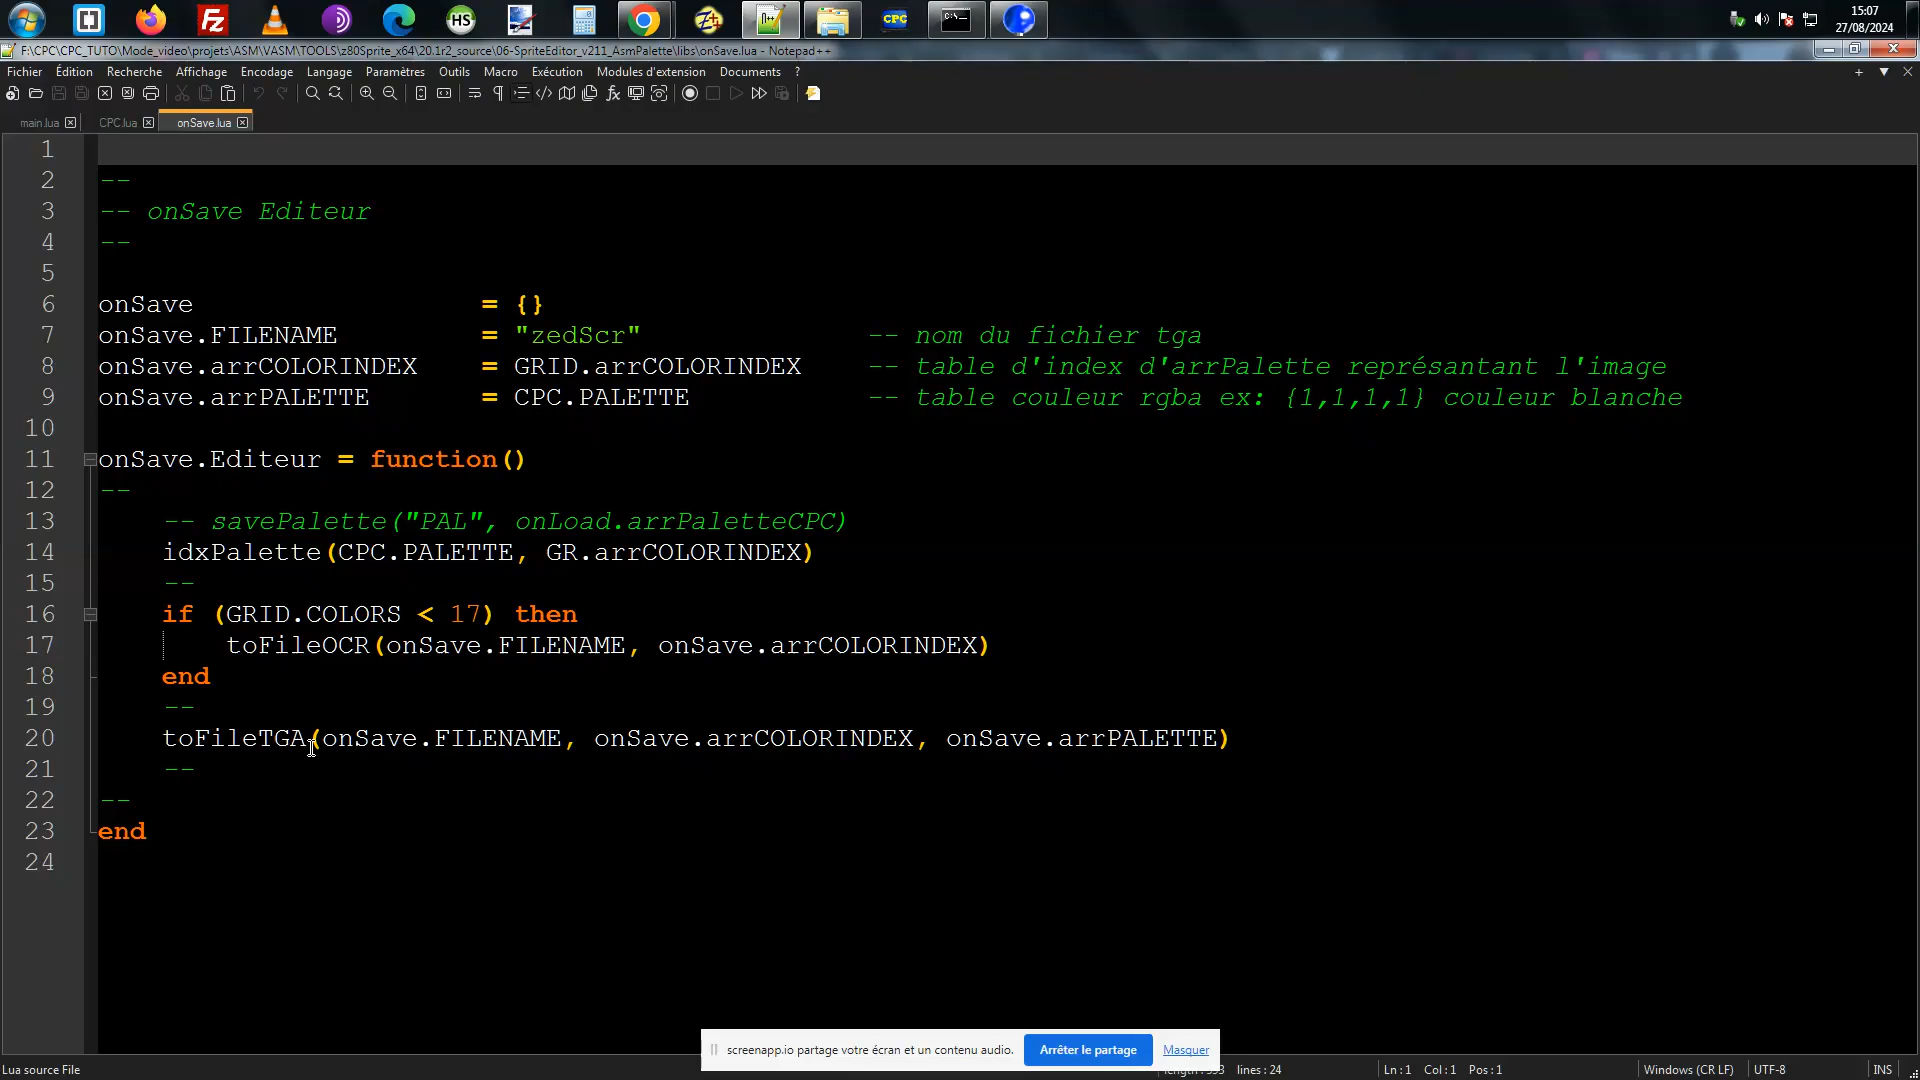 15:07
27/08/2024
HS
CPC
C:\
F:\CPC\CPC_TUTO\Mode_video\projets\ASM\VASM\TOOLS\z80Sprite_x64\20.1r2_source\06-SpriteEditor_v211_AsmPalette\libs\onSave.lua - Notepad++
Fichier Édition Recherche Affichage Encodage Langage Paramètres Outils Macro Exécution Modules d'extension Documents ?
main.lua CPC.lua onSave.lua
1
2 --
3 -- onSave Editeur
4 --
5
6 onSave = {}
7 onSave.FILENAME = "zedScr" -- nom du fichier tga
8 onSave.arrCOLORINDEX = GRID.arrCOLORINDEX -- table d'index d'arrPalette représantant l'image
9 onSave.arrPALETTE = CPC.PALETTE -- table couleur rgba ex: {1,1,1,1} couleur blanche
10
11 onSave.Editeur = function()
12 --
13 -- savePalette("PAL", onLoad.arrPaletteCPC)
14 idxPalette(CPC.PALETTE, GR.arrCOLORINDEX)
15 --
16 if (GRID.COLORS < 17) then
17 toFileOCR(onSave.FILENAME, onSave.arrCOLORINDEX)
18 end
19 --
20 toFileTGA(onSave.FILENAME, onSave.arrCOLORINDEX, onSave.arrPALETTE)
21 --
22 --
23 end
24
screenapp.io partage votre écran et un contenu audio. Arrêter le partage Masquer
Lua source File lines : 24 Ln : 1 Col : 1 Pos : 1 Windows (CR LF) UTF-8 INS